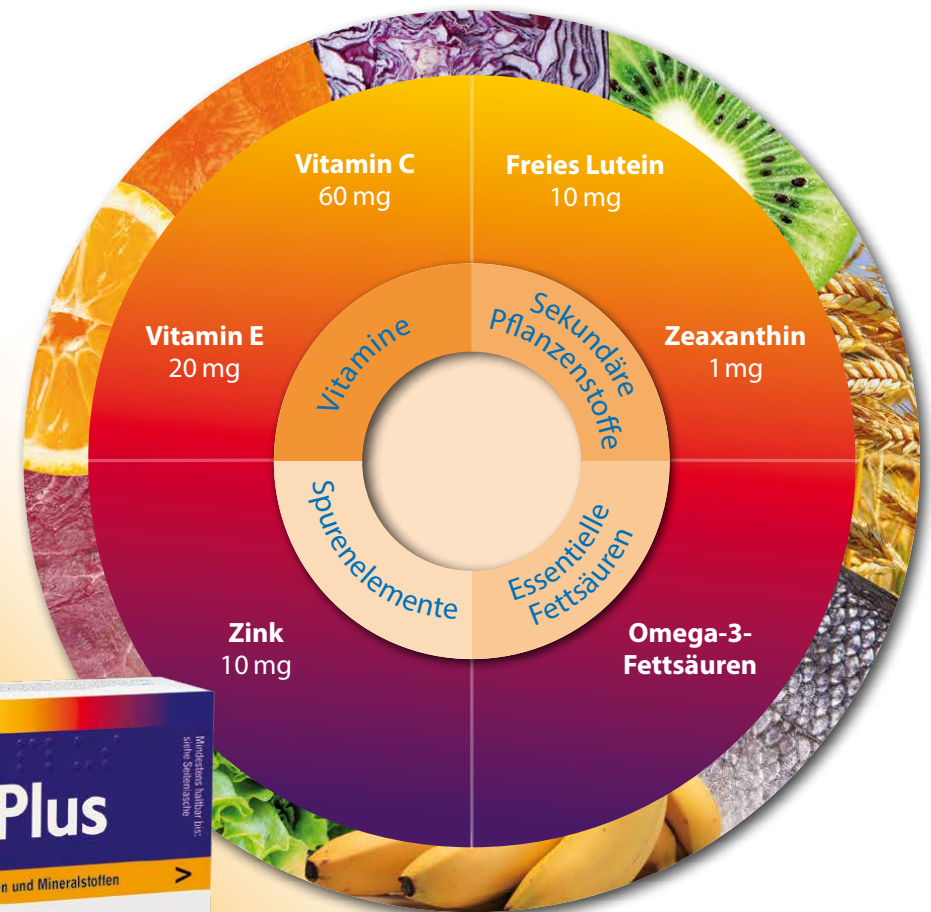 Vitamin C
60 mg
Freies Lutein
10 mg
Vitamin E
20 mg
Zeaxanthin
1 mg
Vitamine
Sekundäre
Pflanzenstoffe
Spurenelemente
Essentielle
Fettsäuren
Zink
10 mg
Omega-3-
Fettsäuren
Mindestens haltbar bis:
siehe Seitenlasche
Plus
en und Mineralstoffen
>